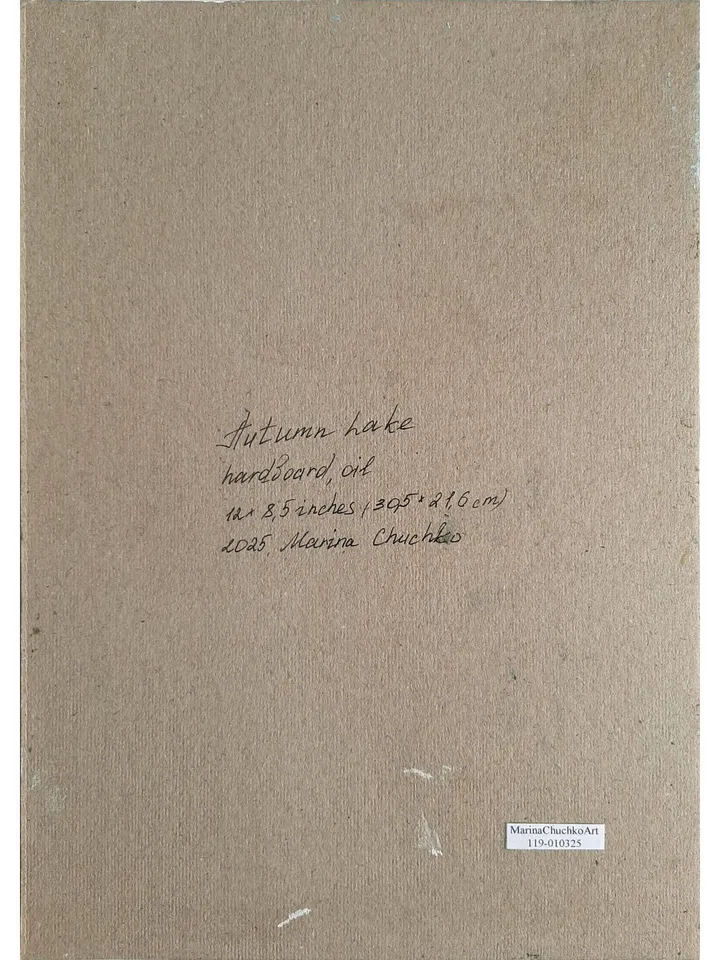 Autumn Lake
hardBoard, oil
12 × 8,5 inches (30,5 × 21,6 cm)
2025, Marina Chuchko
MarinaChuchkoArt
119-010325